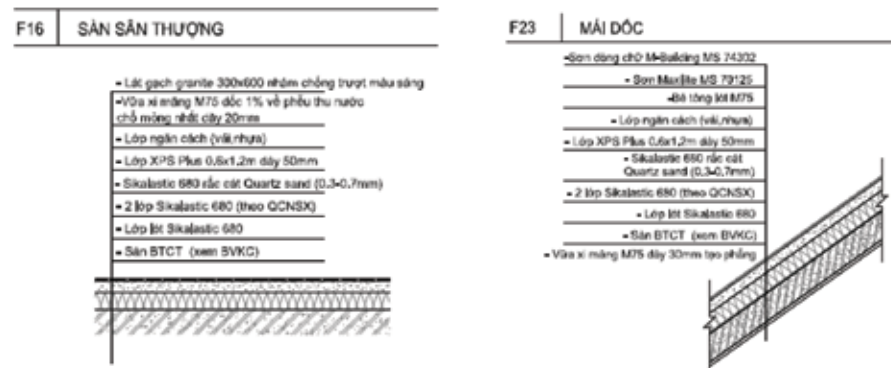 F16 SÀN SÂN THƯỢNG
- Lát gạch granite 300x600 nhám chống trượt màu sáng
-Vữa xi măng M75 dốc 1% về phễu thu nước
chỗ mỏng nhất dày 20mm
- Lớp ngăn cách (vải,nhựa)
- Lớp XPS Plus 0,6x1,2m dày 50mm
- Sikalastic 680 rắc cát Quartz sand (0.3-0.7mm)
- 2 lớp Sikalastic 680 (theo QCNSX)
- Lớp lót Sikalastic 680
- Sàn BTCT (xem BVKC)
F23 MÁI DỐC
-Sơn dòng chữ M-Building MS 74302
- Sơn Maxilite MS 79125
-Bê tông lót M75
- Lớp ngăn cách (vải,nhựa)
- Lớp XPS Plus 0,6x1,2m dày 50mm
- Sikalastic 680 rắc cát
Quartz sand (0.3-0.7mm)
- 2 lớp Sikalastic 680 (theo QCNSX)
- Lớp lót Sikalastic 680
- Sàn BTCT (xem BVKC)
- Vữa xi măng M75 dày 30mm tạo phẳng